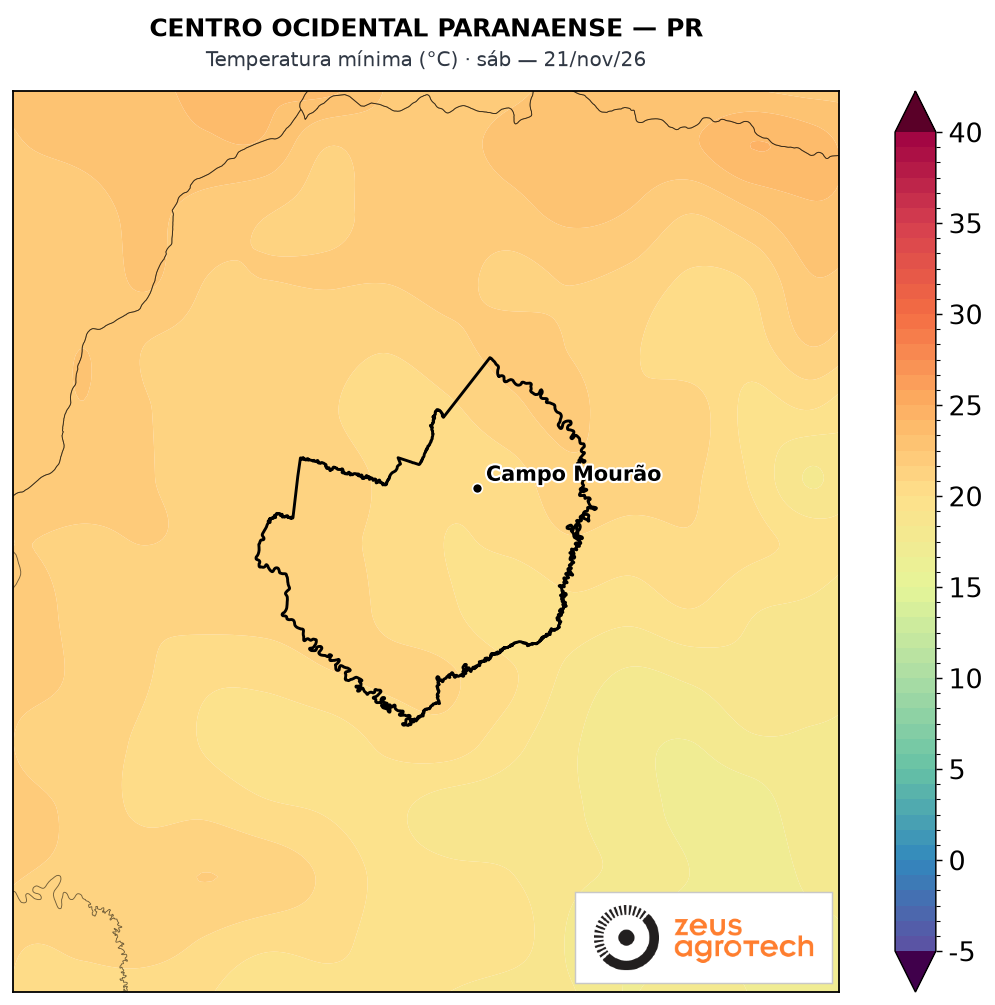 CENTRO OCIDENTAL PARANAENSE — PR
Temperatura mínima (°C) · sáb — 21/nov/26
40
35
30
25
20
15
10
5
0
-5
Campo Mourão
zeus
agrotech